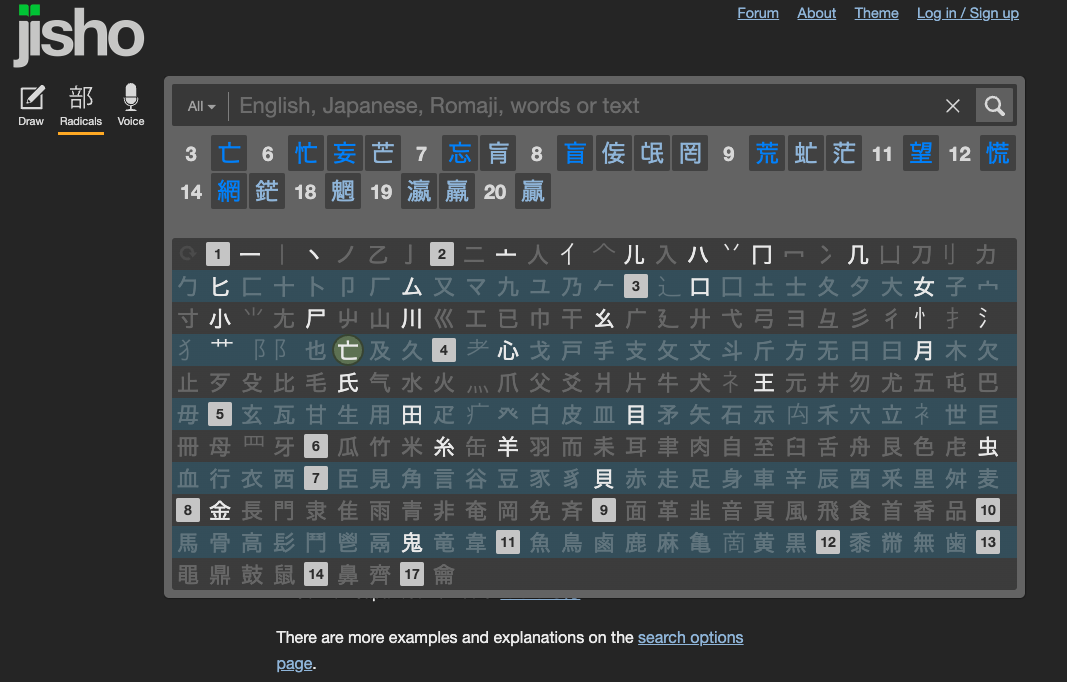 jisho
Forum About Theme Log in / Sign up
Draw Radicals Voice
部
All English, Japanese, Romaji, words or text
3 亡 6 忙 妄 芒 7 忘 肓 8 盲 侫 氓 罔 9 荒 虻 茫 11 望 12 慌
14 網 鋩 18 魍 19 瀛 羸 20 贏
1 一 ｜ 丶 ノ 乙 亅 2 二 亠 人 亻 𠆢 儿 入 八 丷 冂 冖 冫 几 凵 刀 刂 力
勹 匕 匚 十 卜 卩 厂 厶 又 マ 九 ユ 乃 𠂉 3 辶 口 囗 土 士 夂 夕 大 女 子 宀
寸 小 ⺌ 尢 尸 屮 山 川 巛 工 已 巾 干 幺 广 廴 廾 弋 弓 ヨ 彑 彡 彳 忄 扌 氵
犭 艹 阝 阝 也 亡 及 久 4 耂 心 戈 戸 手 支 攵 文 斗 斤 方 无 日 曰 月 木 欠
止 歹 殳 比 毛 氏 气 水 火 灬 爪 父 爻 爿 片 牛 犬 礻 王 元 井 勿 尤 五 屯 巴
毋 5 玄 瓦 甘 生 用 田 疋 疒 癶 白 皮 皿 目 矛 矢 石 示 禸 禾 穴 立 衤 世 巨
冊 母 罒 牙 6 瓜 竹 米 糸 缶 羊 羽 而 耒 耳 聿 肉 自 至 臼 舌 舟 艮 色 虍 虫
血 行 衣 西 7 臣 見 角 言 谷 豆 豕 豸 貝 赤 走 足 身 車 辛 辰 酉 釆 里 舛 麦
8 金 長 門 隶 隹 雨 青 非 奄 岡 免 斉 9 面 革 韭 音 頁 風 飛 食 首 香 品 10
馬 骨 高 髟 鬥 鬯 鬲 鬼 竜 韋 11 魚 鳥 鹵 鹿 麻 亀 啇 黄 黒 12 黍 黹 無 歯 13
黽 鼎 鼓 鼠 14 鼻 齊 17 龠
There are more examples and explanations on the search options
page.